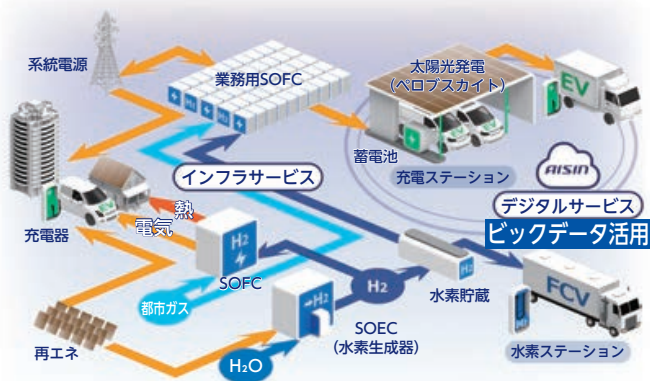 系統電源
業務用SOFC
太陽光発電
(ペロブスカイト)
EV
蓄電池
充電ステーション
AISIN
インフラサービス
デジタルサービス
ビックデータ活用
充電器
熱
電気
H2
SOFC
都市ガス
H2
水素貯蔵
H2
FCV
再エネ
→H2
SOEC
(水素生成器)
H2O
水素ステーション